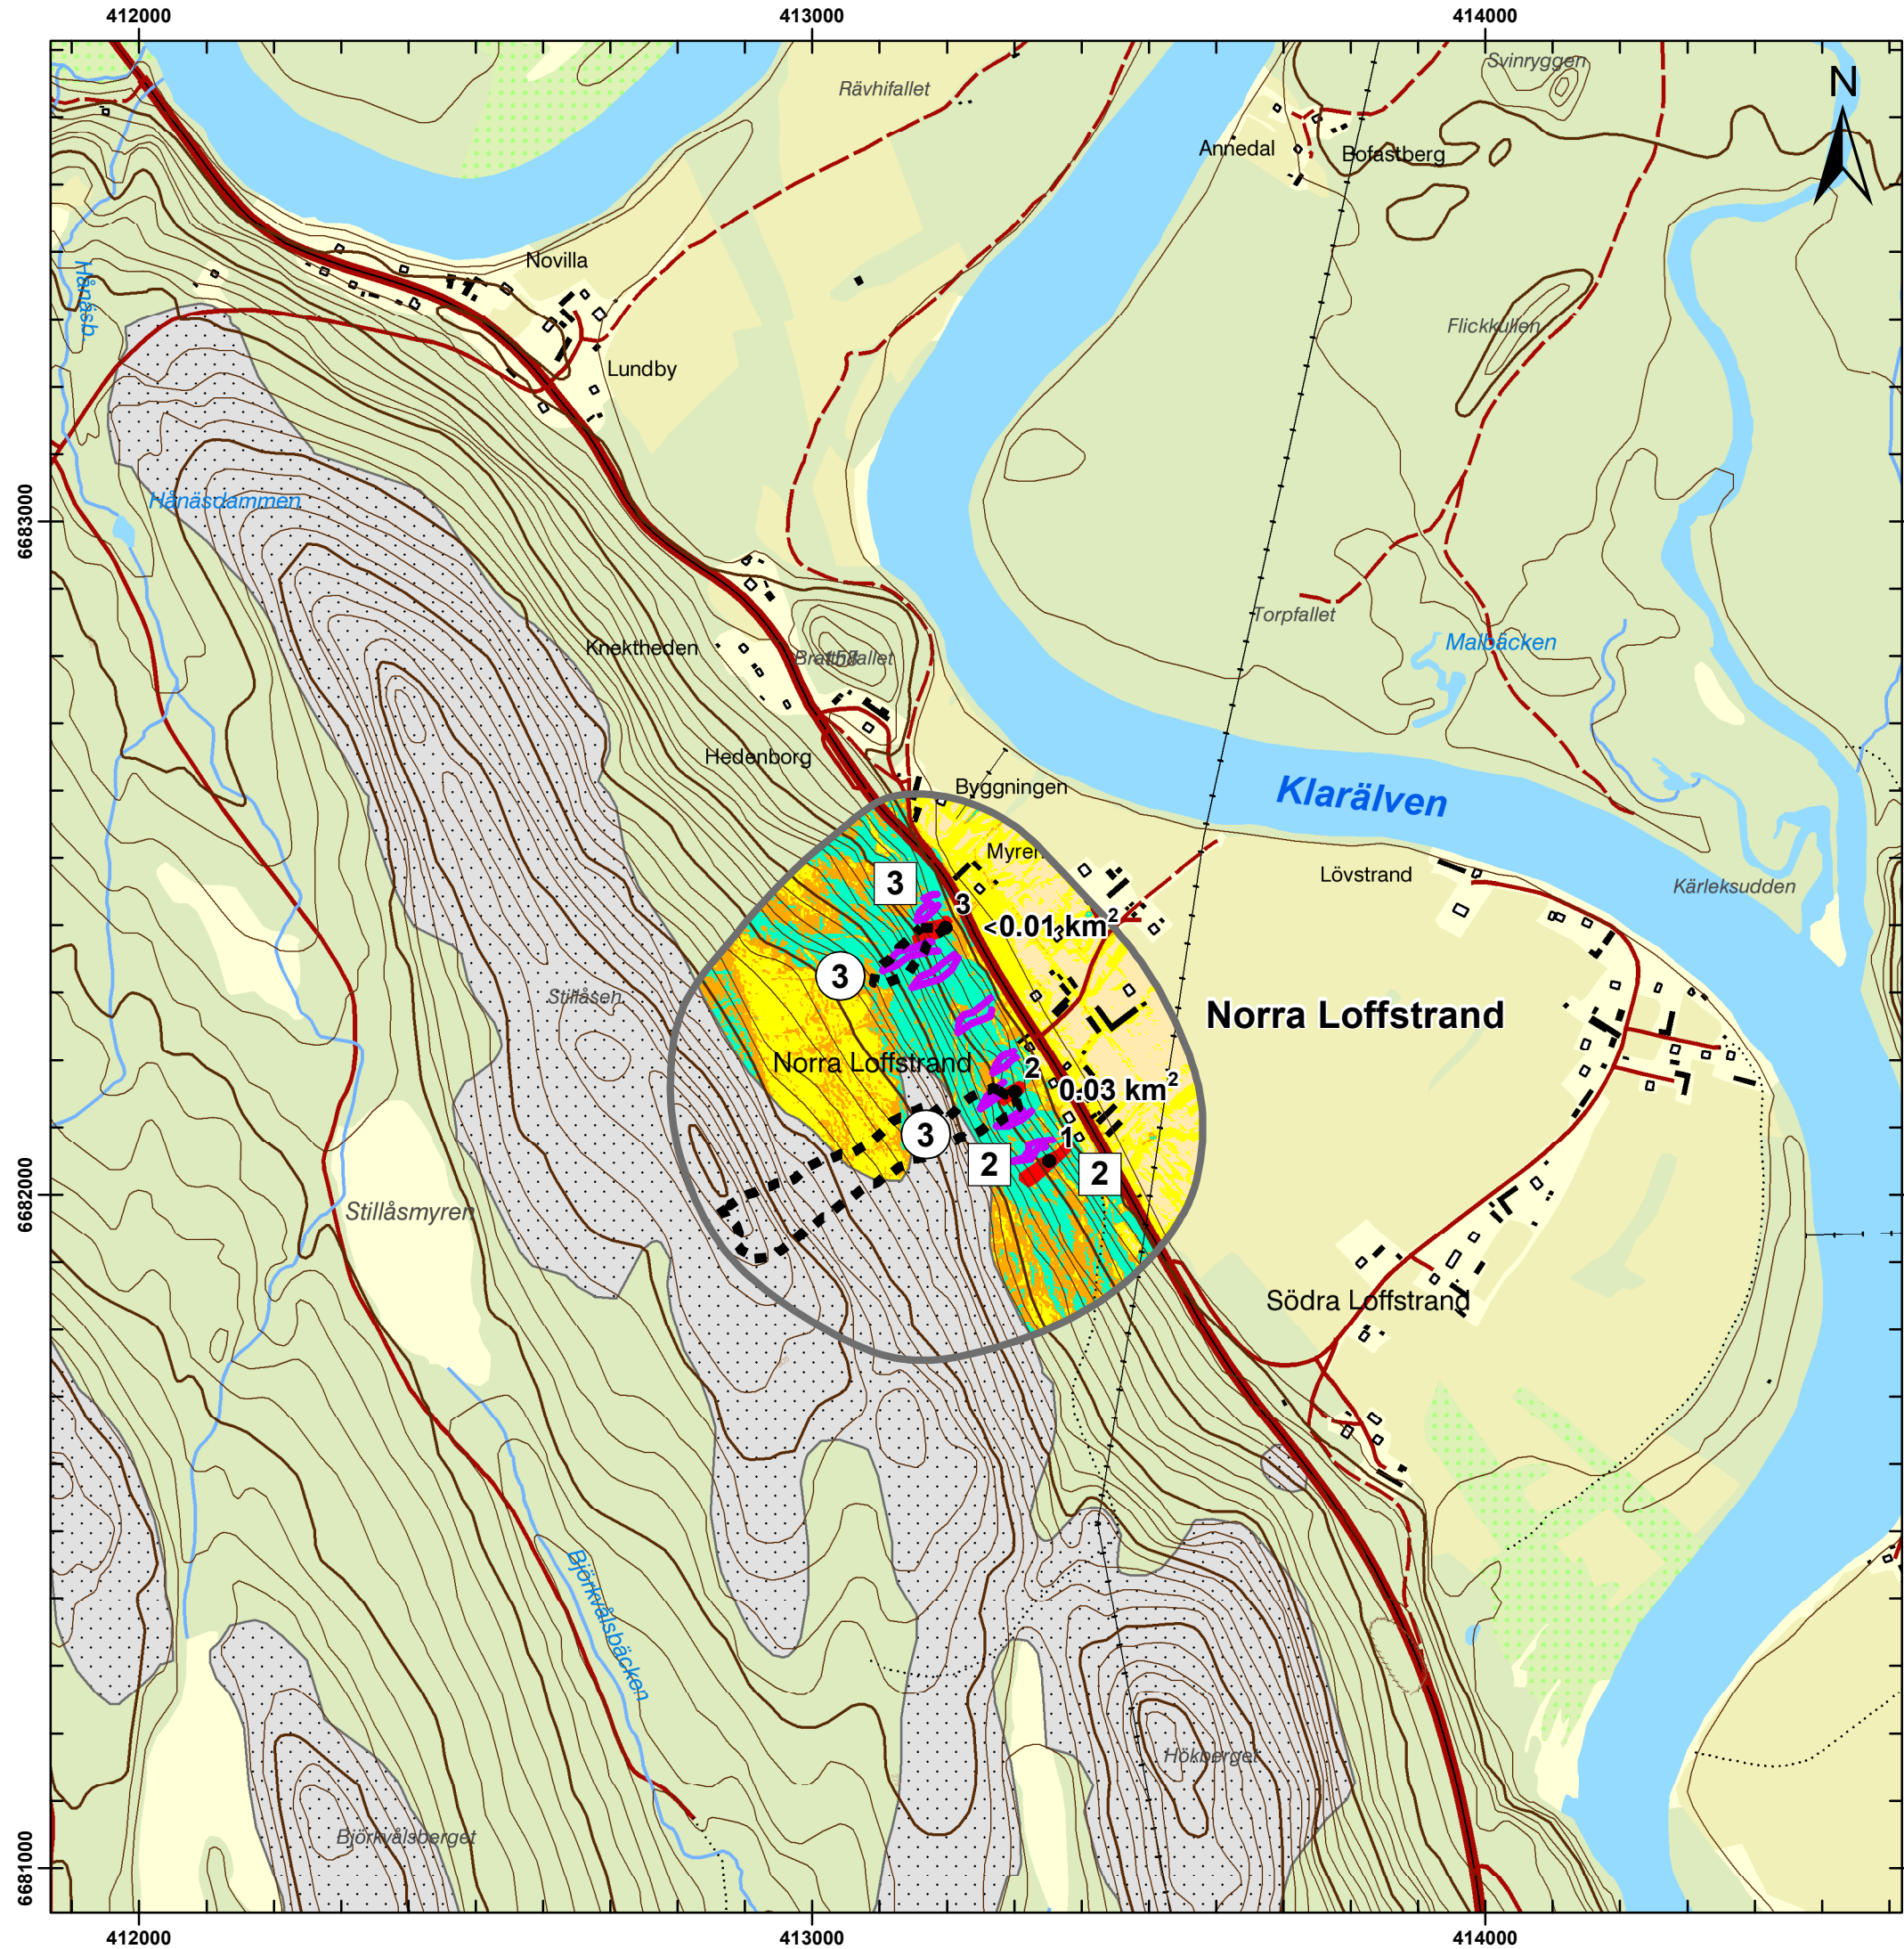 412000
413000
414000
Svinryggen
N
Rävhifallet
Annedal
Bofastberg
Novilla
Hånäsb.
Flickkullen
Lundby
Hånäsdammen
6683000
Torpfallet
Malbäcken
Knektheden
Hedenborg
Byggningen
Klarälven
Myren
Lövstrand
3
Kärleksudden
3
<0.01 km²
3
3
Stillåsen
Norra Loffstrand
Norra Loffstrand
2
0.03 km²
3
1
2
2
6682000
Stillåsmyren
Södra Loffstrand
Björkvålsbäcken
Hökberget
Björkvålsberget
6681000
412000
413000
414000